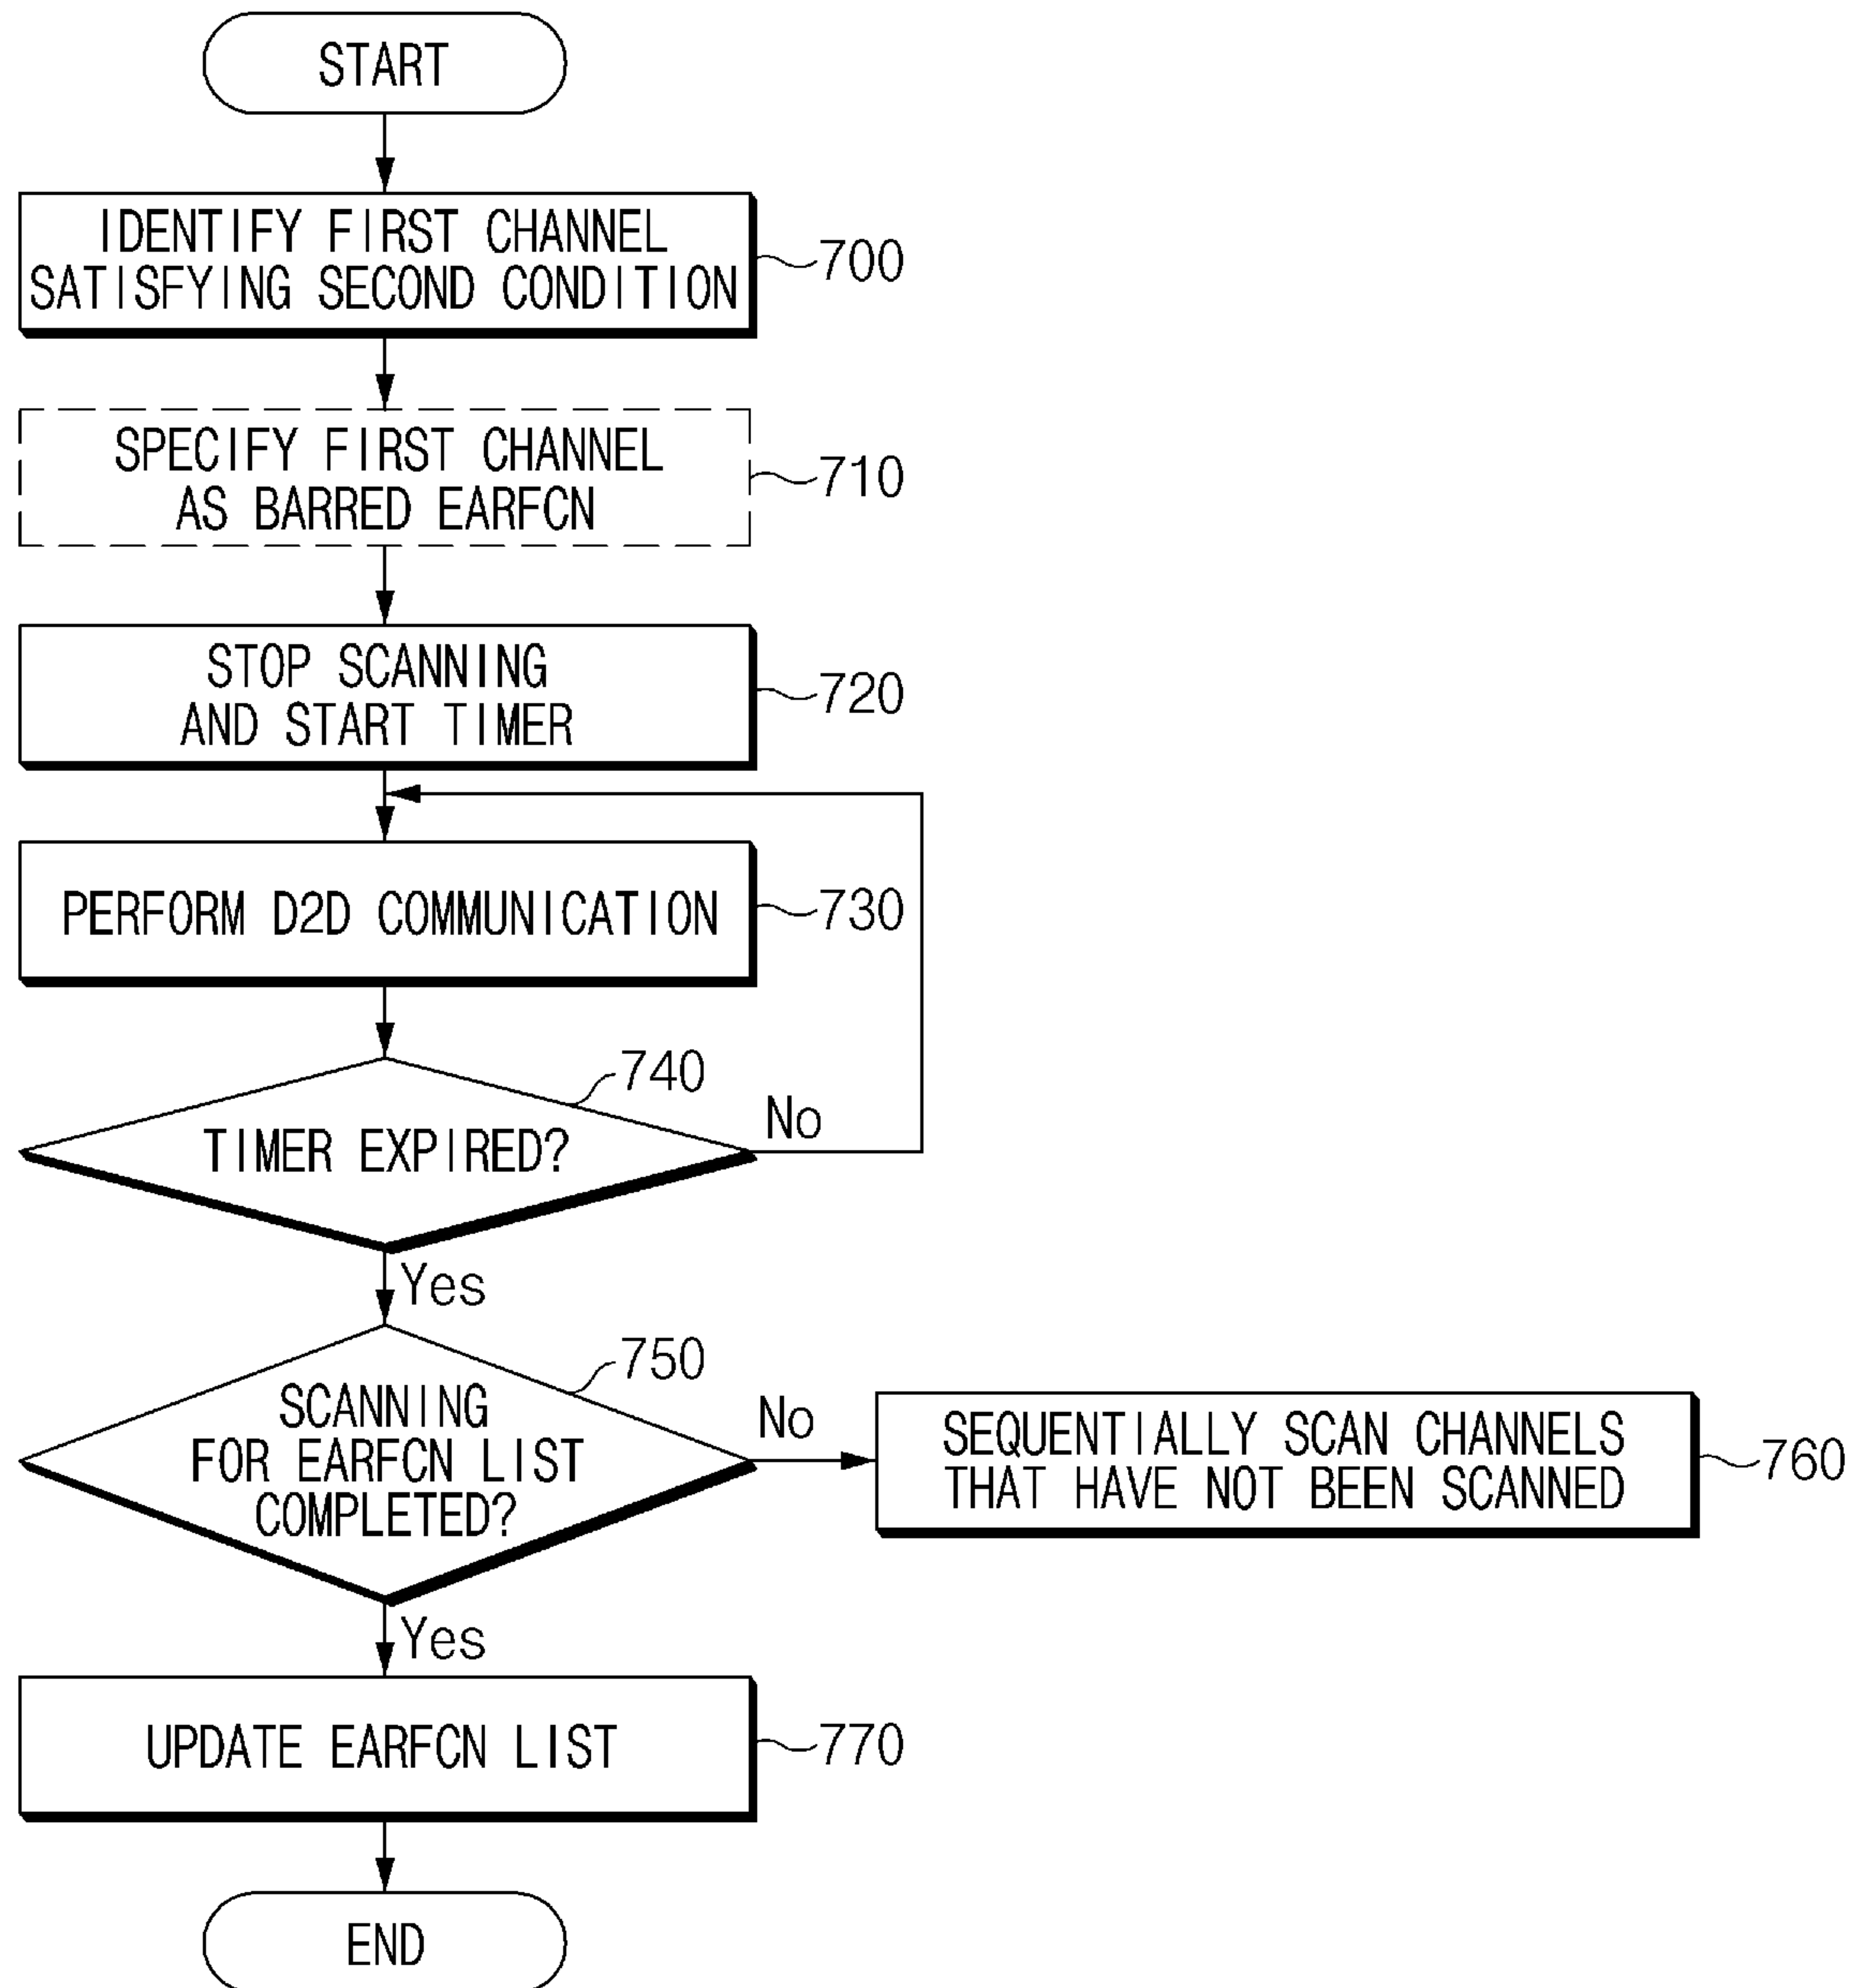 START
IDENTIFY FIRST CHANNEL
SATISFYING SECOND CONDITION
700
SPECIFY FIRST CHANNEL
AS BARRED EARFCN
710
STOP SCANNING
AND START TIMER
720
PERFORM D2D COMMUNICATION
730
740
TIMER EXPIRED?
No
Yes
750
SCANNING
FOR EARFCN LIST
COMPLETED?
No
SEQUENTIALLY SCAN CHANNELS
THAT HAVE NOT BEEN SCANNED
760
Yes
UPDATE EARFCN LIST
770
END